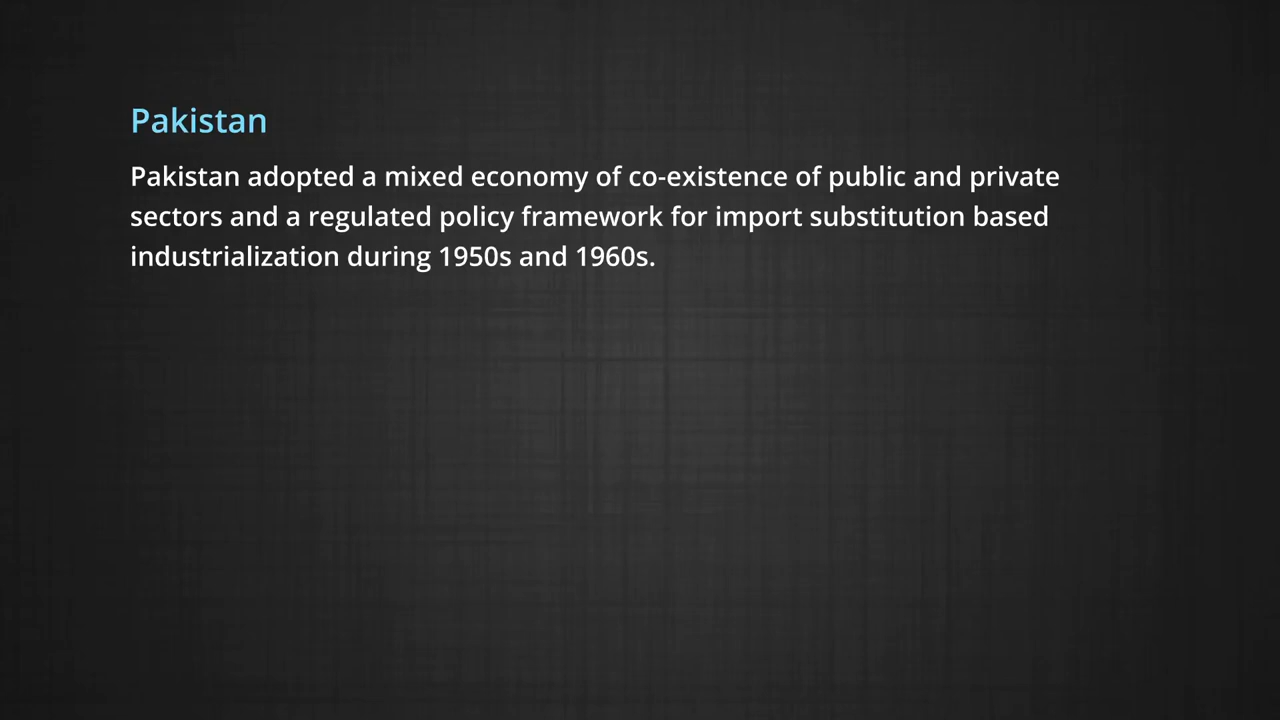 Pakistan
Pakistan adopted a mixed economy of co-existence of public and private
sectors and a regulated policy framework for import substitution based
industrialization during 1950s and 1960s.